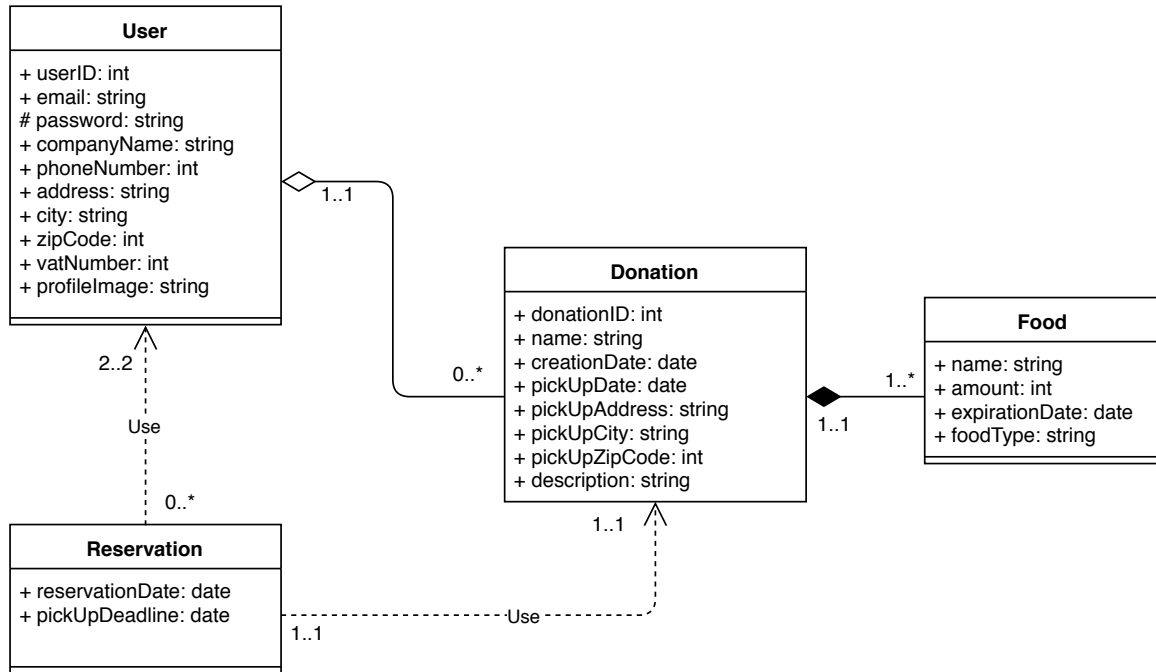 User
+ userID: int
+ email: string
# password: string
+ companyName: string
+ phoneNumber: int
+ address: string
+ city: string
+ zipCode: int
+ vatNumber: int
+ profileImage: string
1..1
Donation
+ donationID: int
+ name: string
+ creationDate: date
+ pickUpDate: date
+ pickUpAddress: string
+ pickUpCity: string
+ pickUpZipCode: int
+ description: string
0..*
1..1
1..*
Food
+ name: string
+ amount: int
+ expirationDate: date
+ foodType: string
2..2
Use
0..*
Reservation
+ reservationDate: date
+ pickUpDeadline: date
1..1
Use
1..1